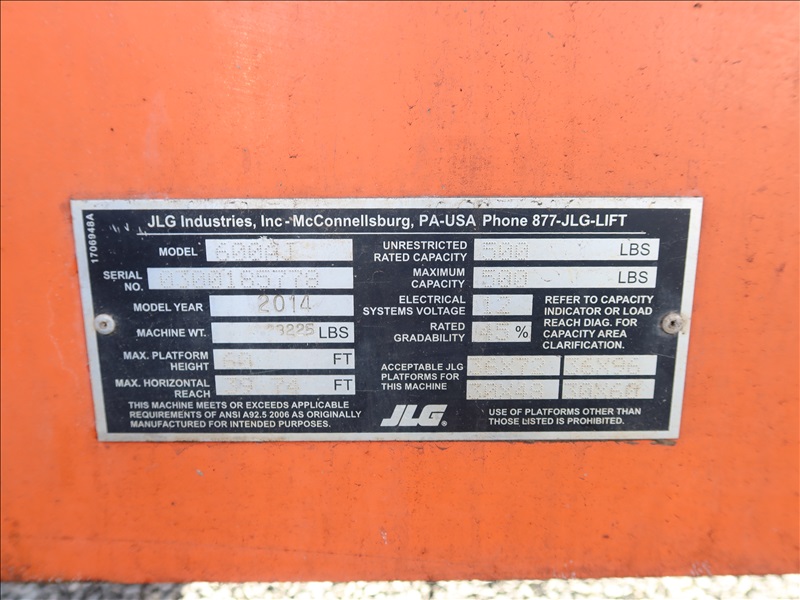 JLG Industries, Inc - McConnellsburg, PA-USA Phone 877-JLG-LIFT
1706948A
MODEL 600AJ
SERIAL NO. 0300185778
MODEL YEAR 2014
MACHINE WT. LBS
MAX. PLATFORM HEIGHT 60 FT
MAX. HORIZONTAL REACH 39.74 FT
THIS MACHINE MEETS OR EXCEEDS APPLICABLE
REQUIREMENTS OF ANSI A92.5 2006 AS ORIGINALLY
MANUFACTURED FOR INTENDED PURPOSES.
UNRESTRICTED RATED CAPACITY 500 LBS
MAXIMUM CAPACITY 500 LBS
ELECTRICAL SYSTEMS VOLTAGE 12
RATED GRADABILITY 45 %
REFER TO CAPACITY
INDICATOR OR LOAD
REACH DIAG. FOR
CAPACITY AREA
CLARIFICATION.
ACCEPTABLE JLG
PLATFORMS FOR
THIS MACHINE
JLG
USE OF PLATFORMS OTHER THAN
THOSE LISTED IS PROHIBITED.